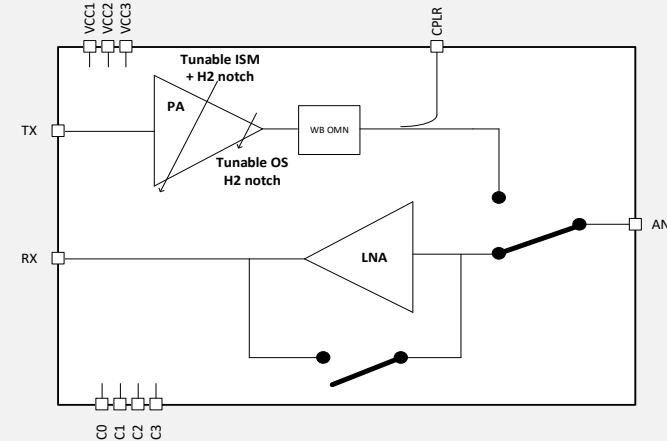 VCC1
VCC2
VCC3
CPLR
Tunable ISM
+ H2 notch
PA
TX
WB OMN
Tunable OS
H2 notch
AN
RX
LNA
C0
C1
C2
C3